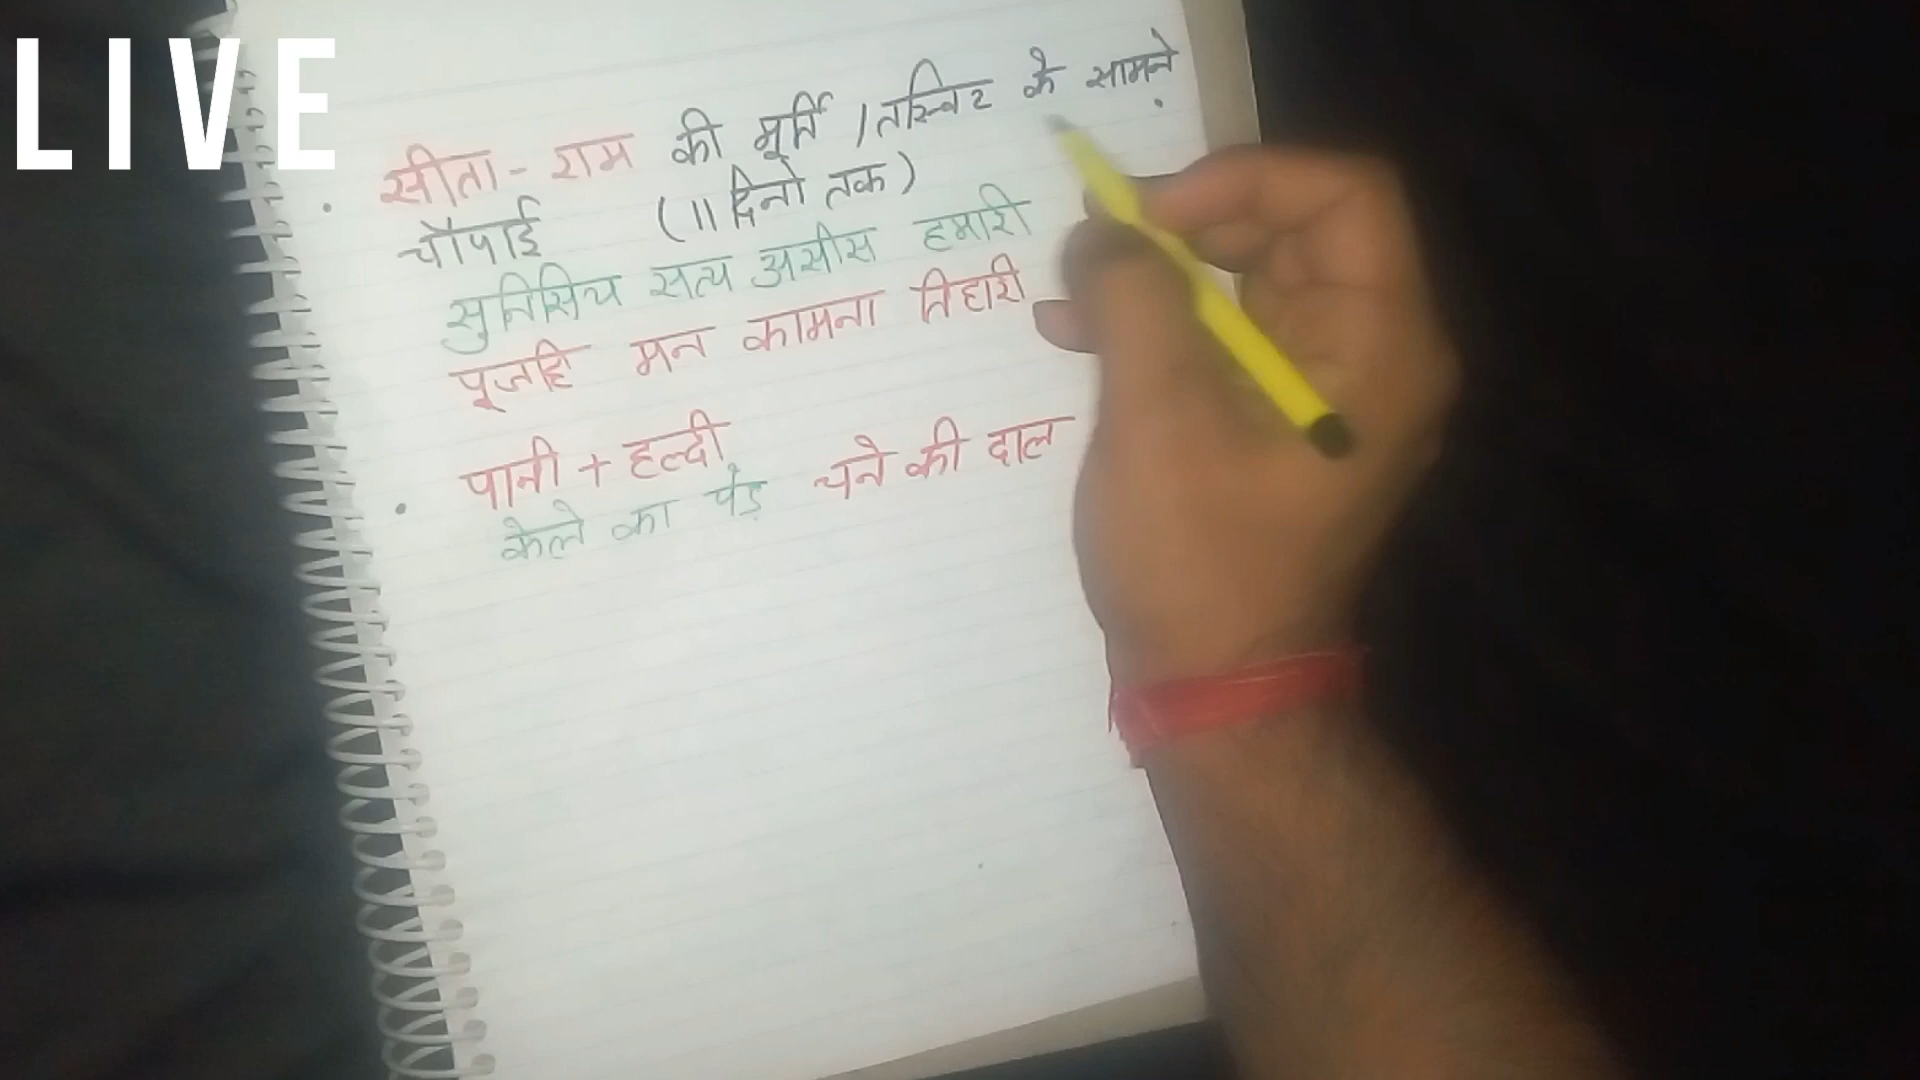 LIVE
सीता - राम की मूर्ति / तस्विर के सामने
चौपाई (11 दिनो तक)
सुनिसिय सत्य असीस हमारी
पूजहि मन कामना तिहारी
पानी + हल्दी चने की दाल
केले का पेड़